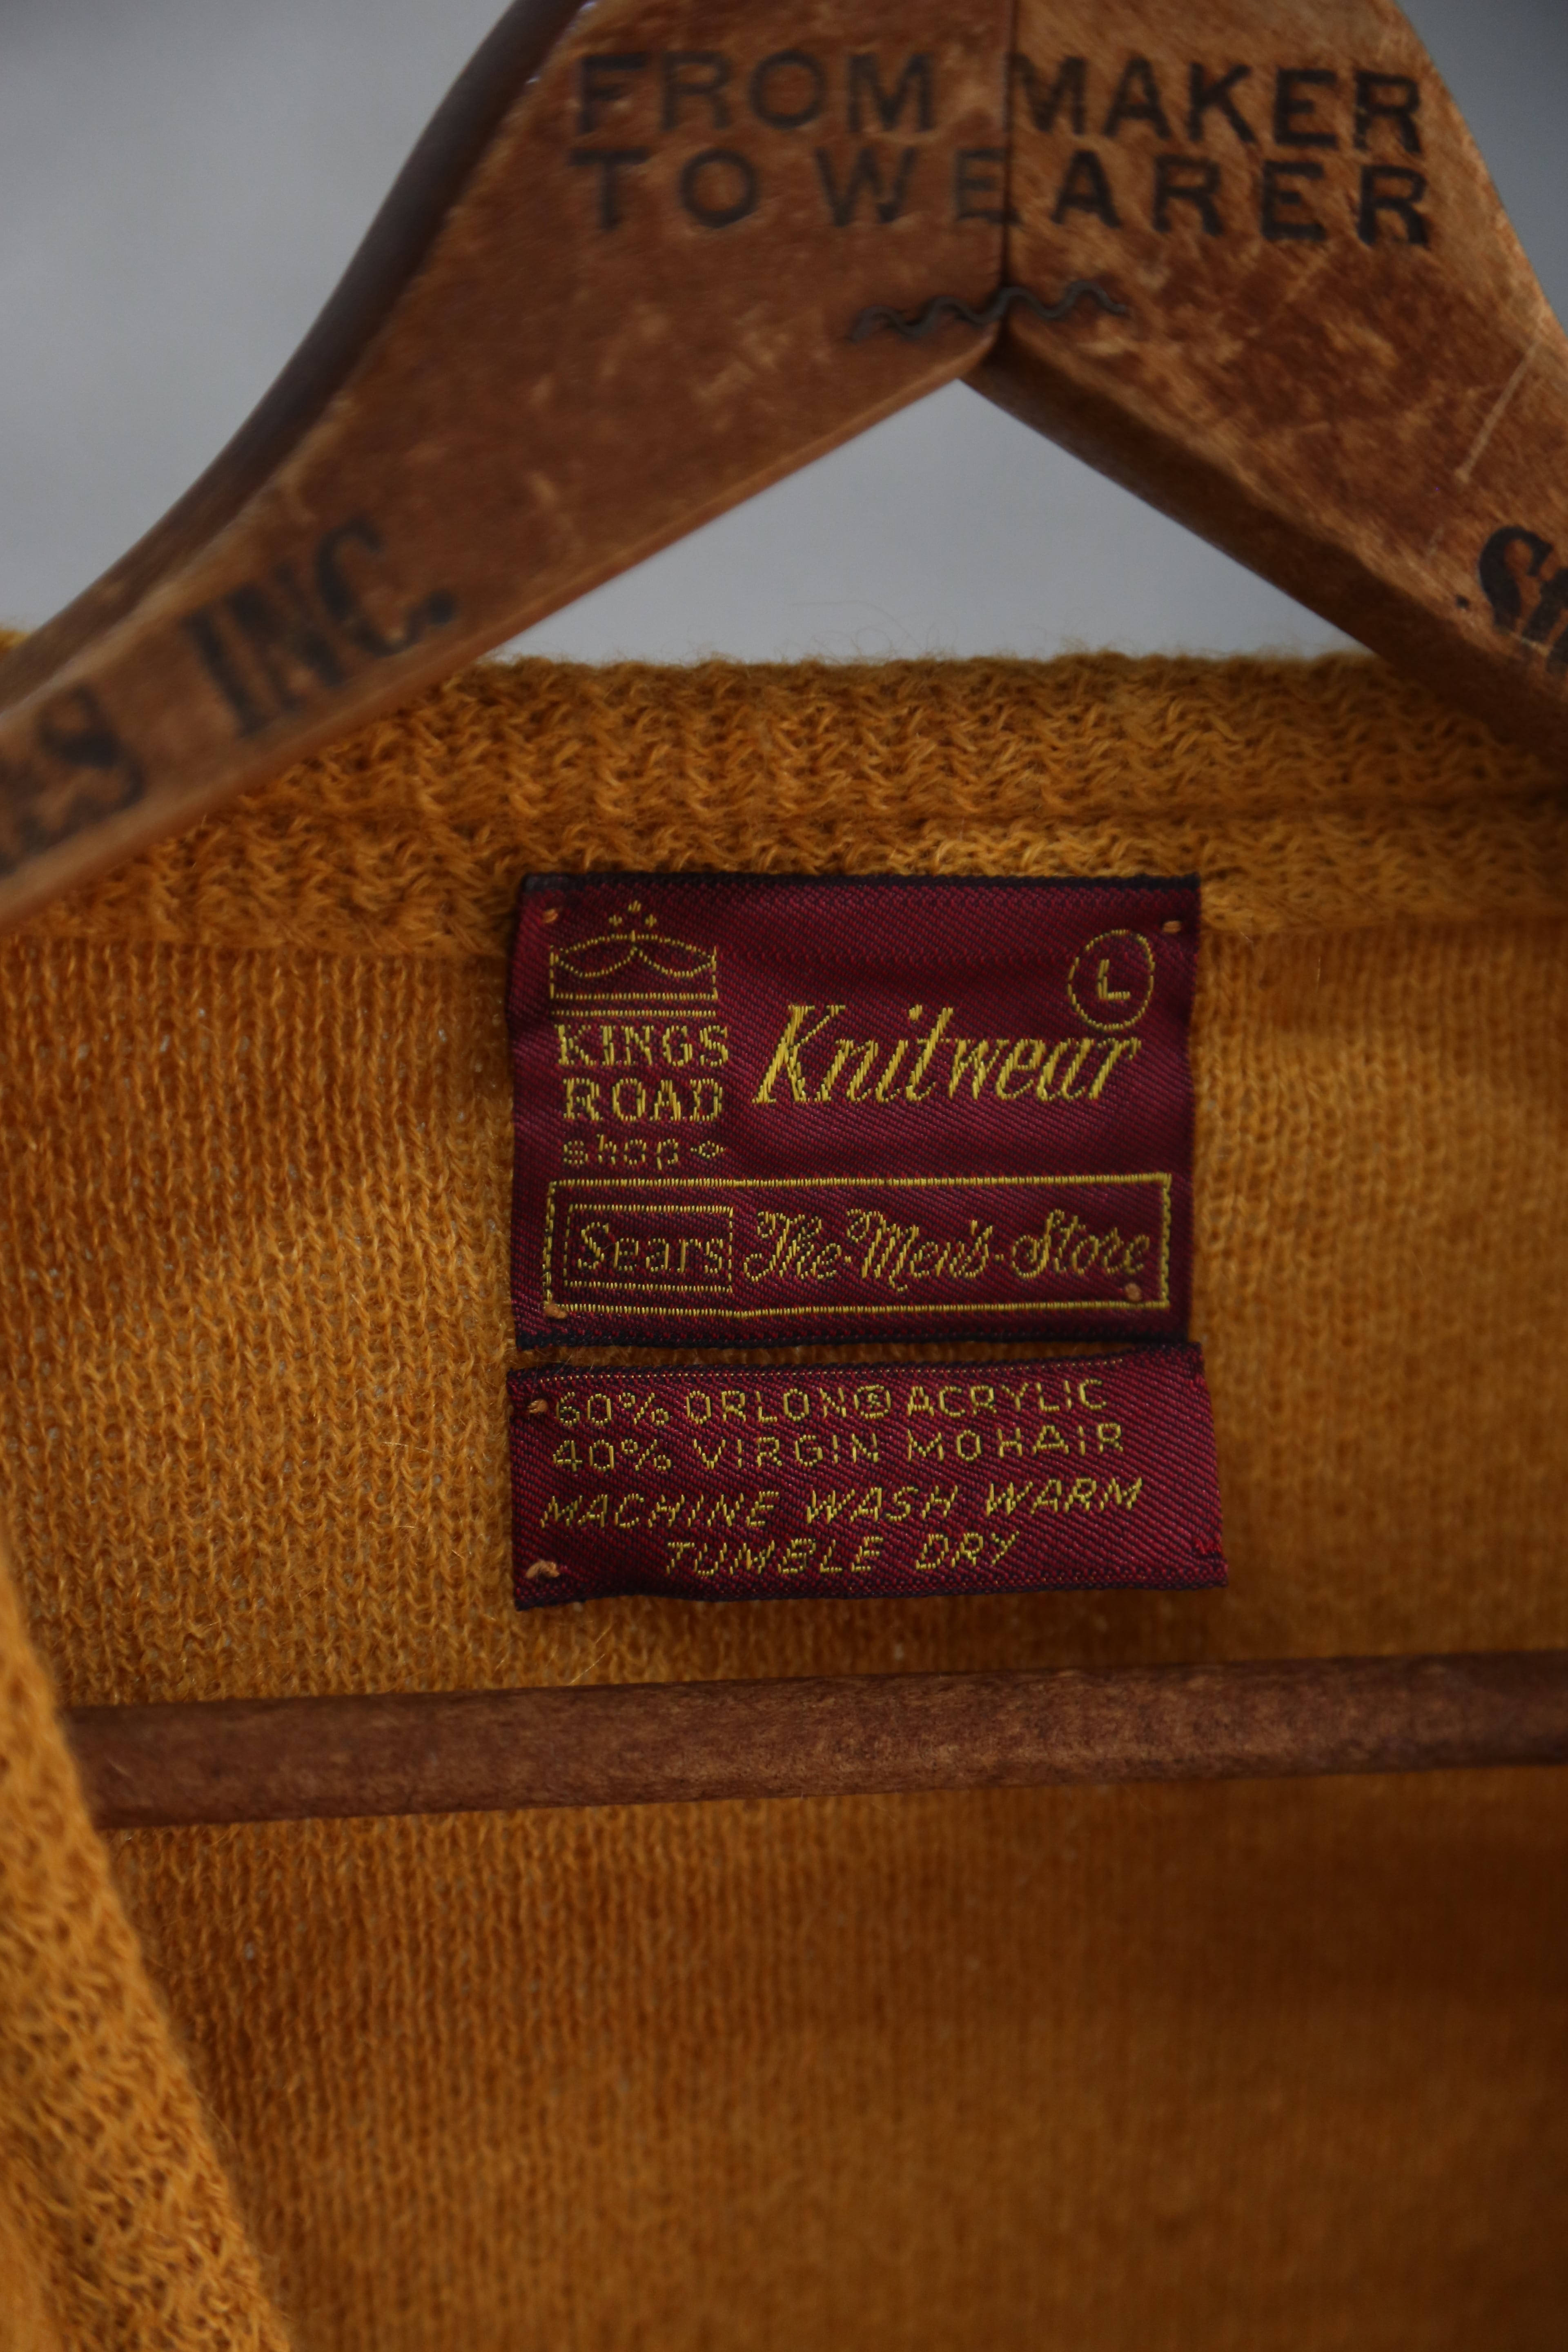 FROM MAKER
TO WEARER
INC.
L
KINGS
ROAD
shop
Knitwear
Sears The Men's Store
60% ORLON® ACRYLIC
40% VIRGIN MOHAIR
MACHINE WASH WARM
TUMBLE DRY